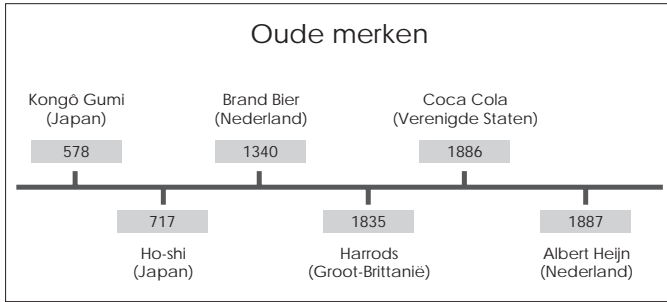 Oude merken
Kongô Gumi
(Japan)
578
Brand Bier
(Nederland)
1340
Coca Cola
(Verenigde Staten)
1886
717
Ho-shi
(Japan)
1835
Harrods
(Groot-Brittanië)
1887
Albert Heijn
(Nederland)